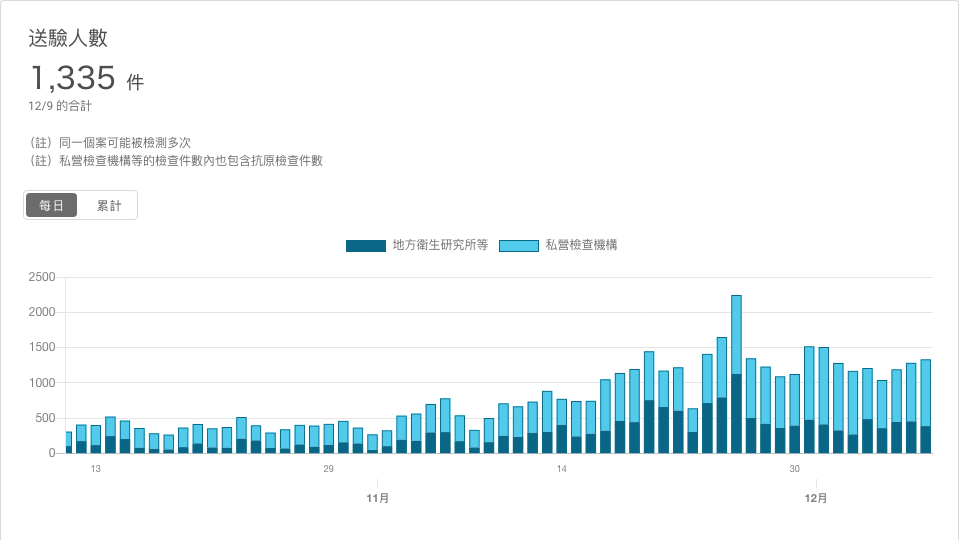 送驗人數
1,335 件
12/9 的合計
（註）同一個案可能被檢測多次
（註）私營檢查機構等的檢查件數內也包含抗原檢查件數
每日 累計
地方衛生研究所等 私營檢查機構
2500
2000
1500
1000
500
0
13 29 14 30
11月 12月